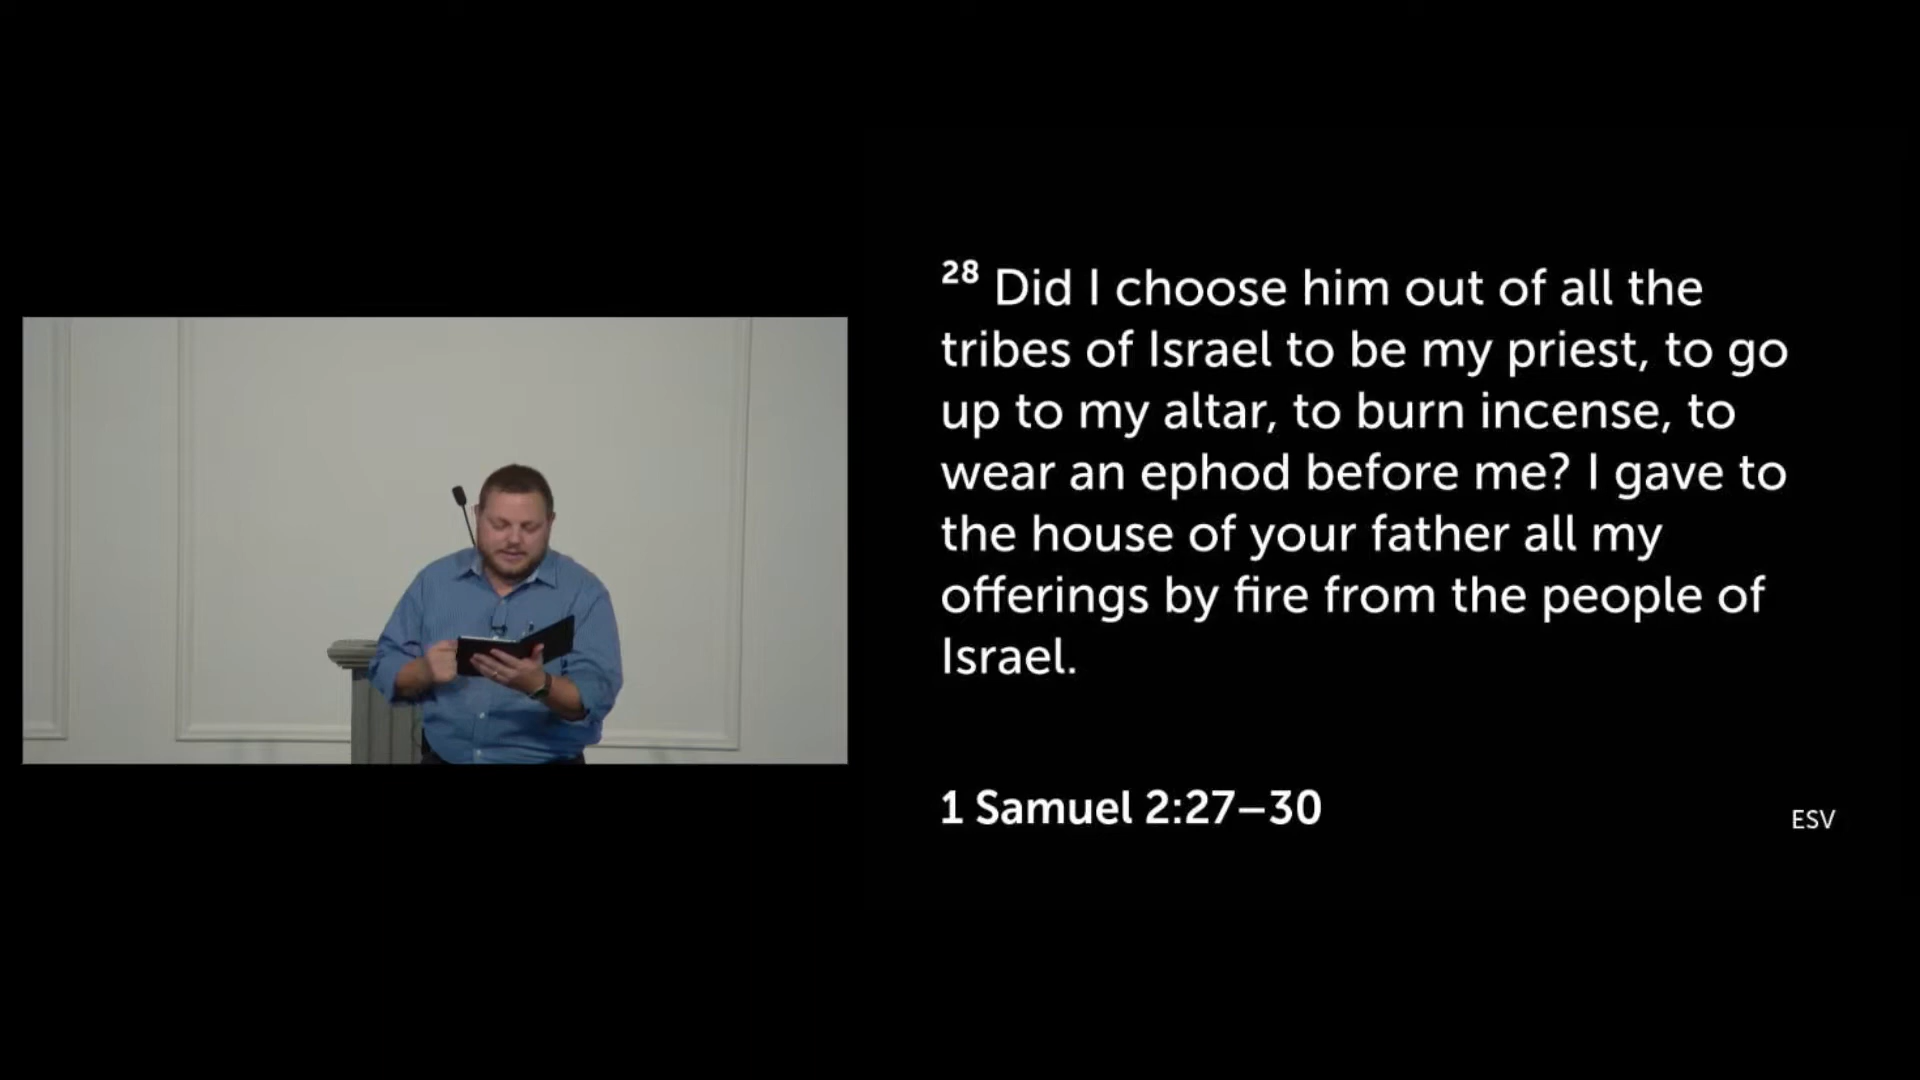 28 Did I choose him out of all the
tribes of Israel to be my priest, to go
up to my altar, to burn incense, to
wear an ephod before me? I gave to
the house of your father all my
offerings by fire from the people of
Israel.
1 Samuel 2:27–30
ESV